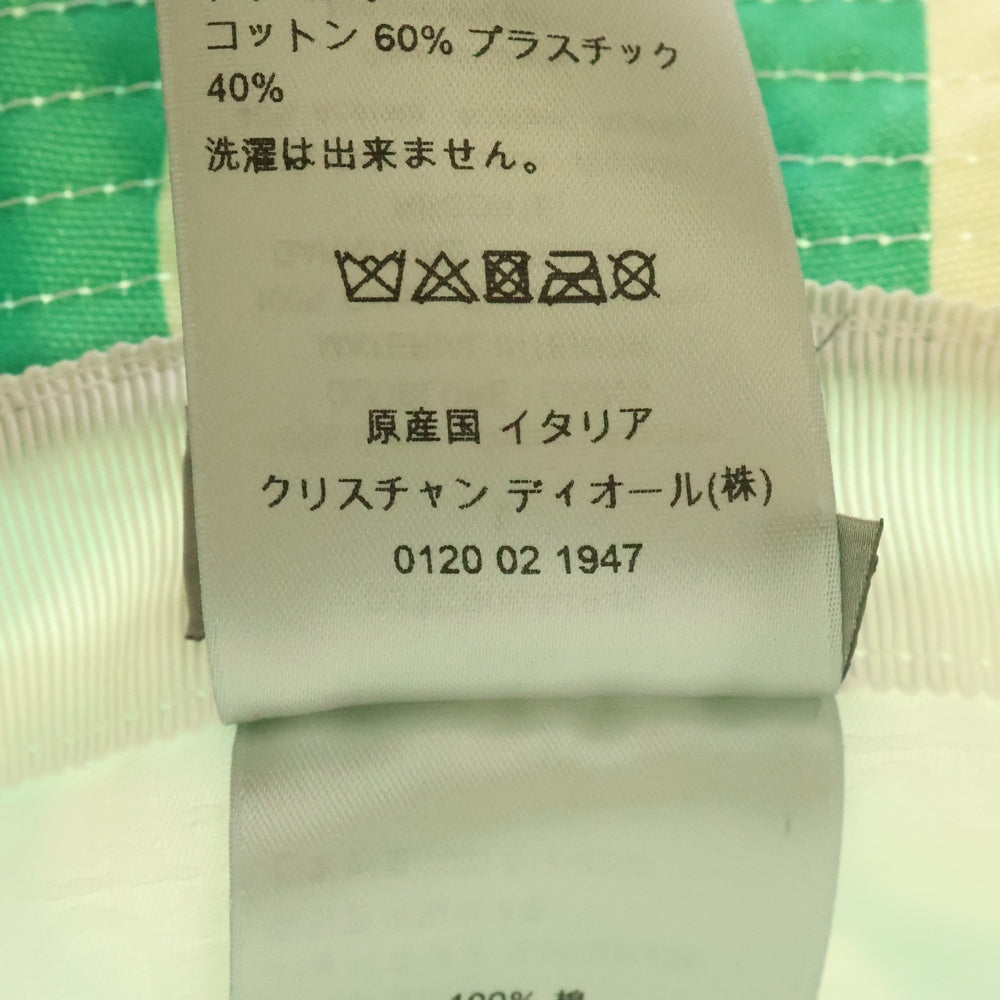 コットン 60% プラスチック
40%
洗濯は出来ません。
原産国 イタリア
クリスチャン ディオール(株)
0120 02 1947
100% 棉